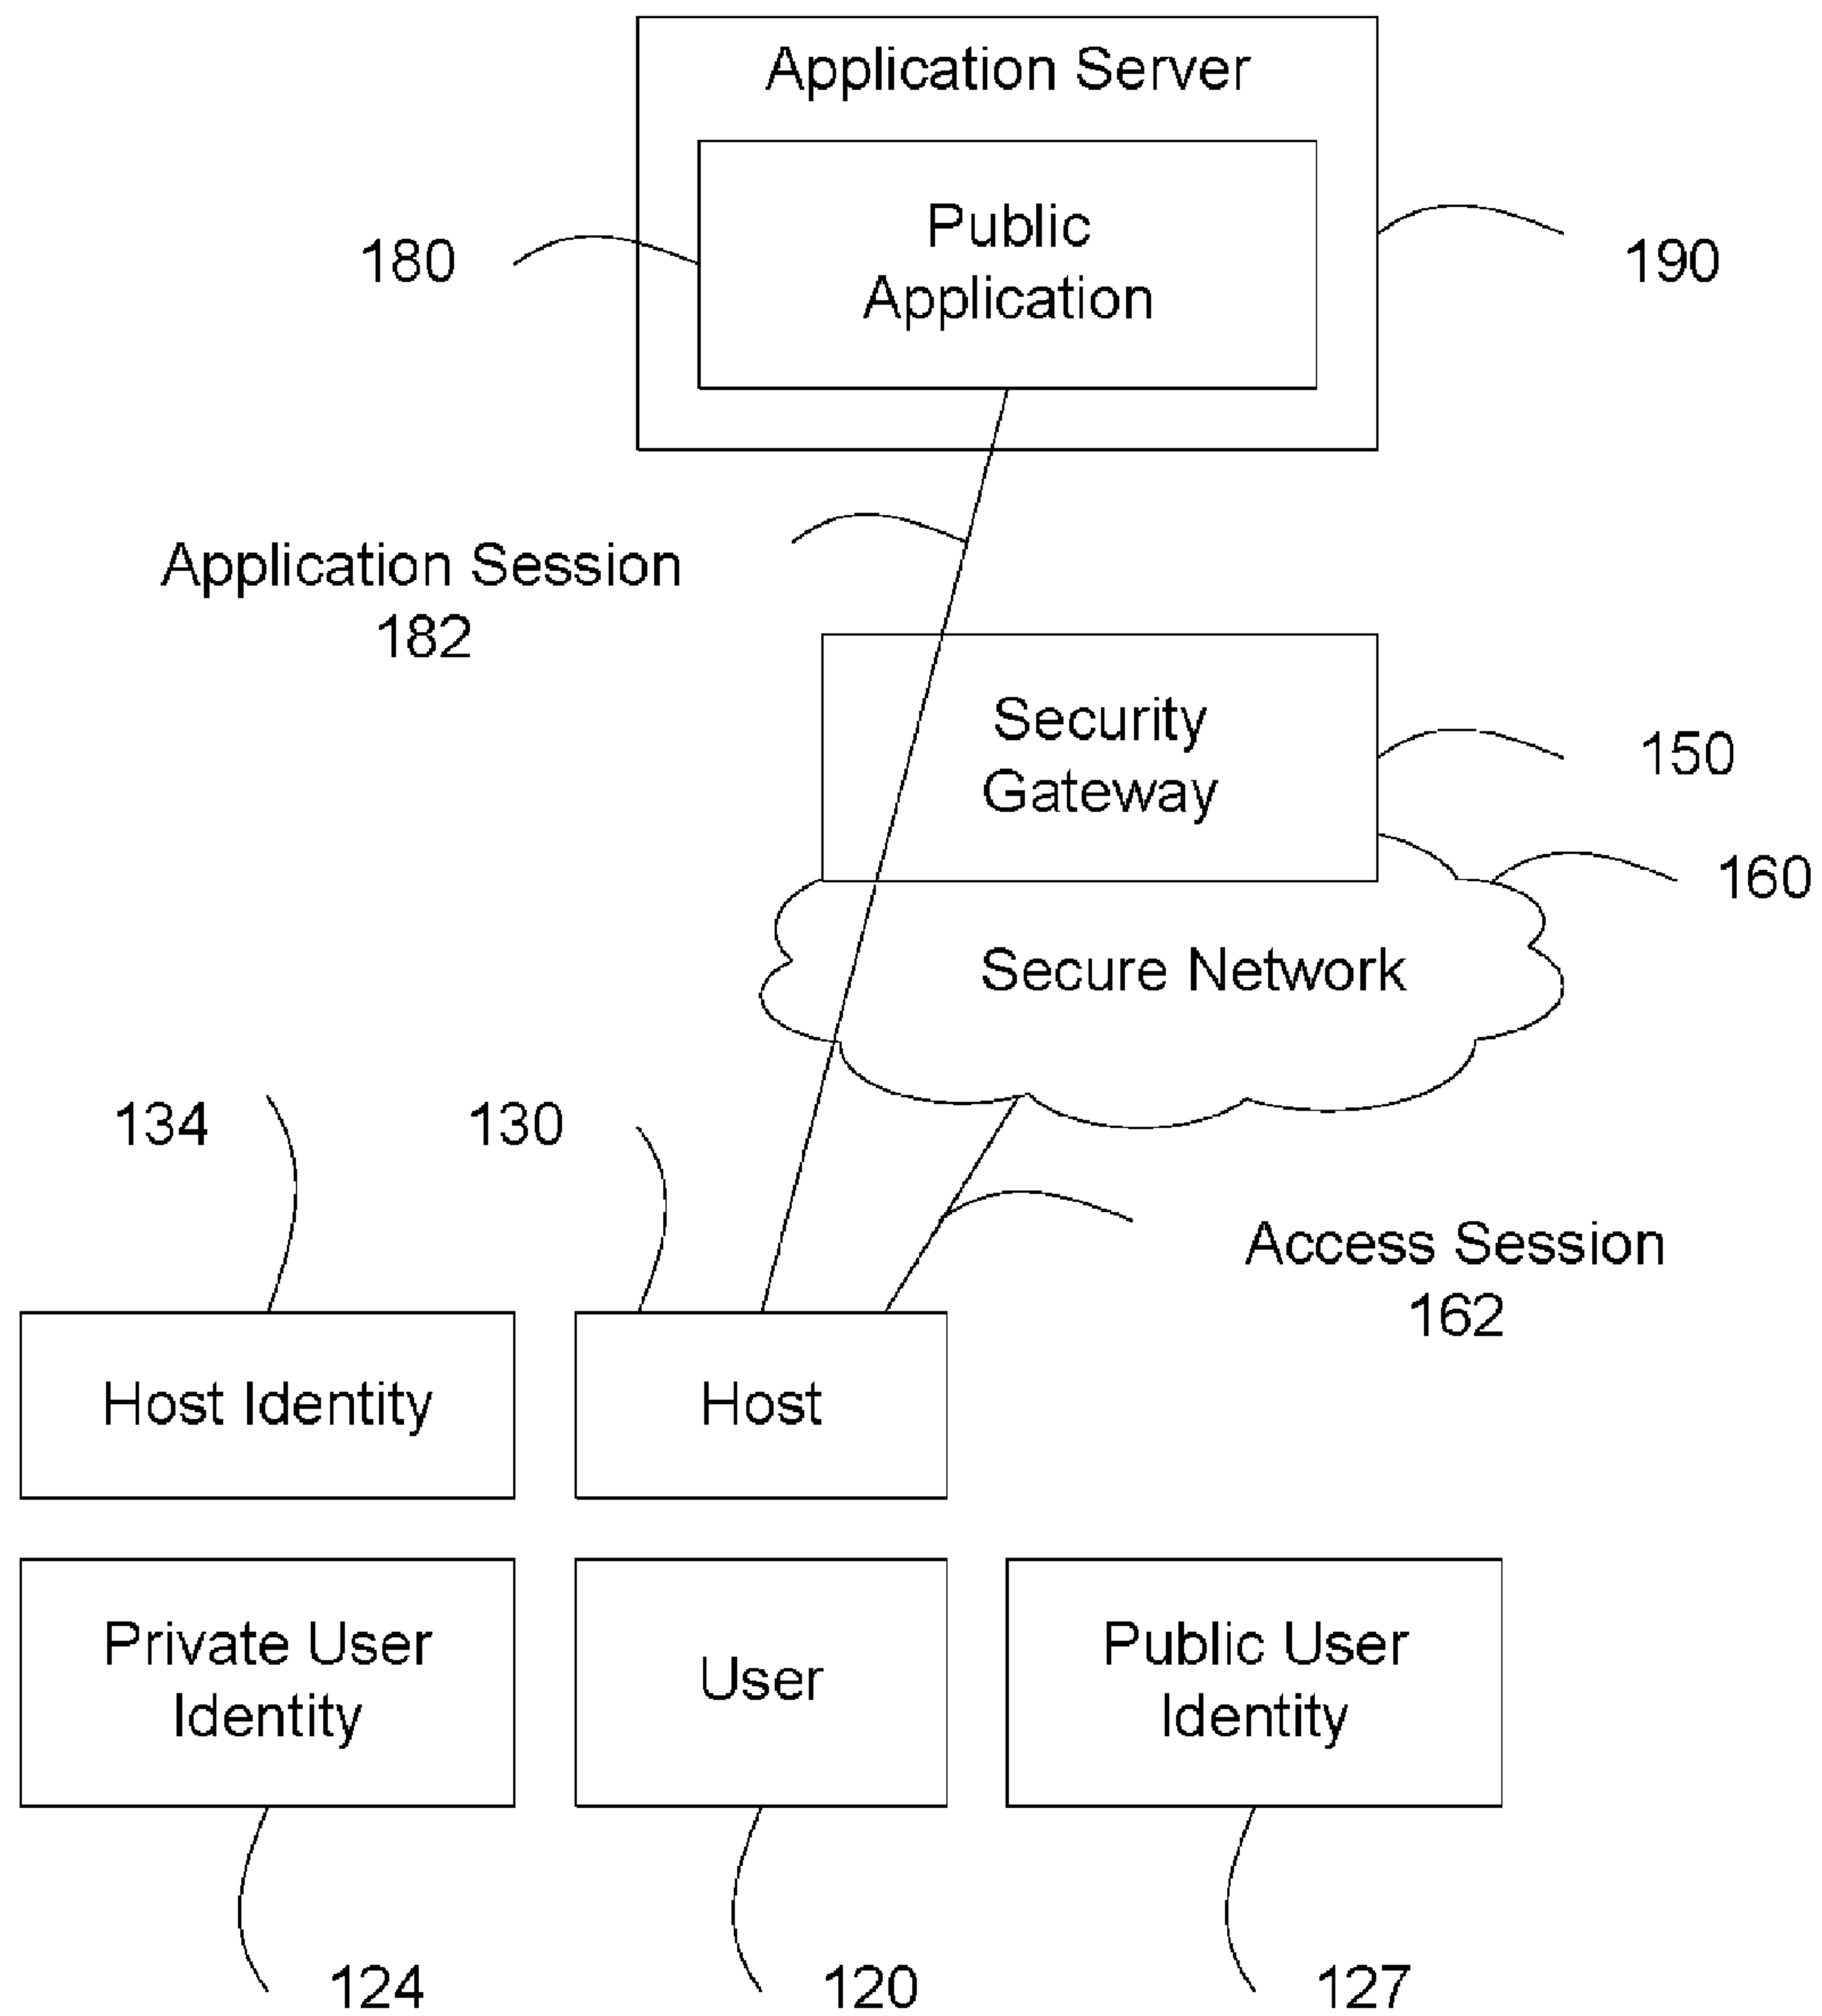 Application Server
Public
Application
180
190
Application Session
182
Security
Gateway
150
160
Secure Network
134
130
Access Session
162
Host Identity
Host
Private User
Identity
User
Public User
Identity
124
120
127